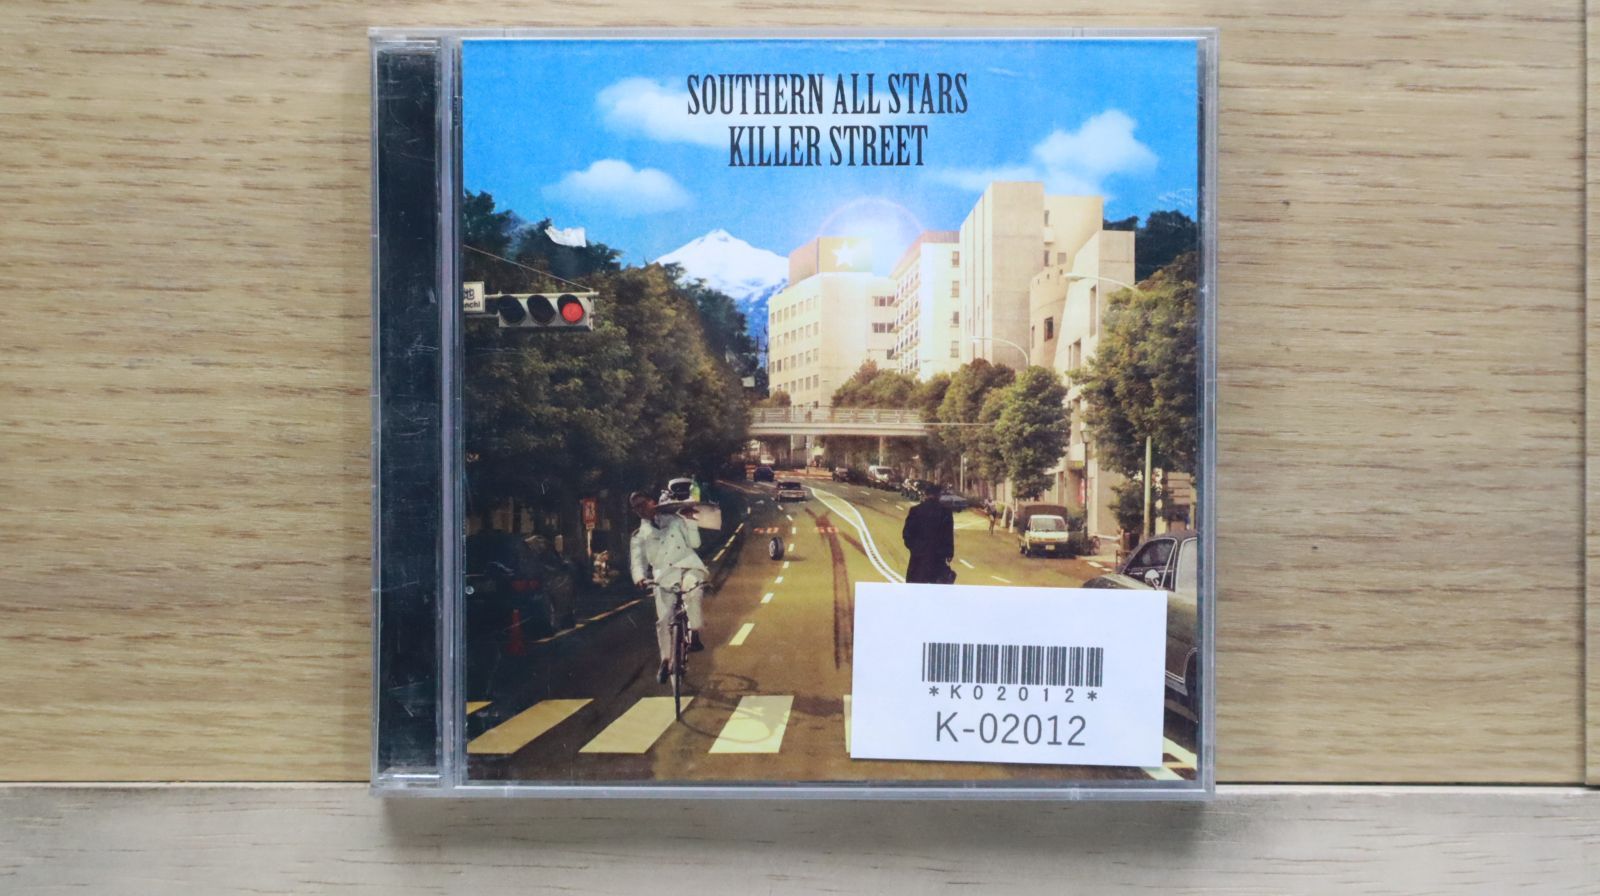 SOUTHERN ALL STARS
KILLER STREET
*K02012*
K-02012